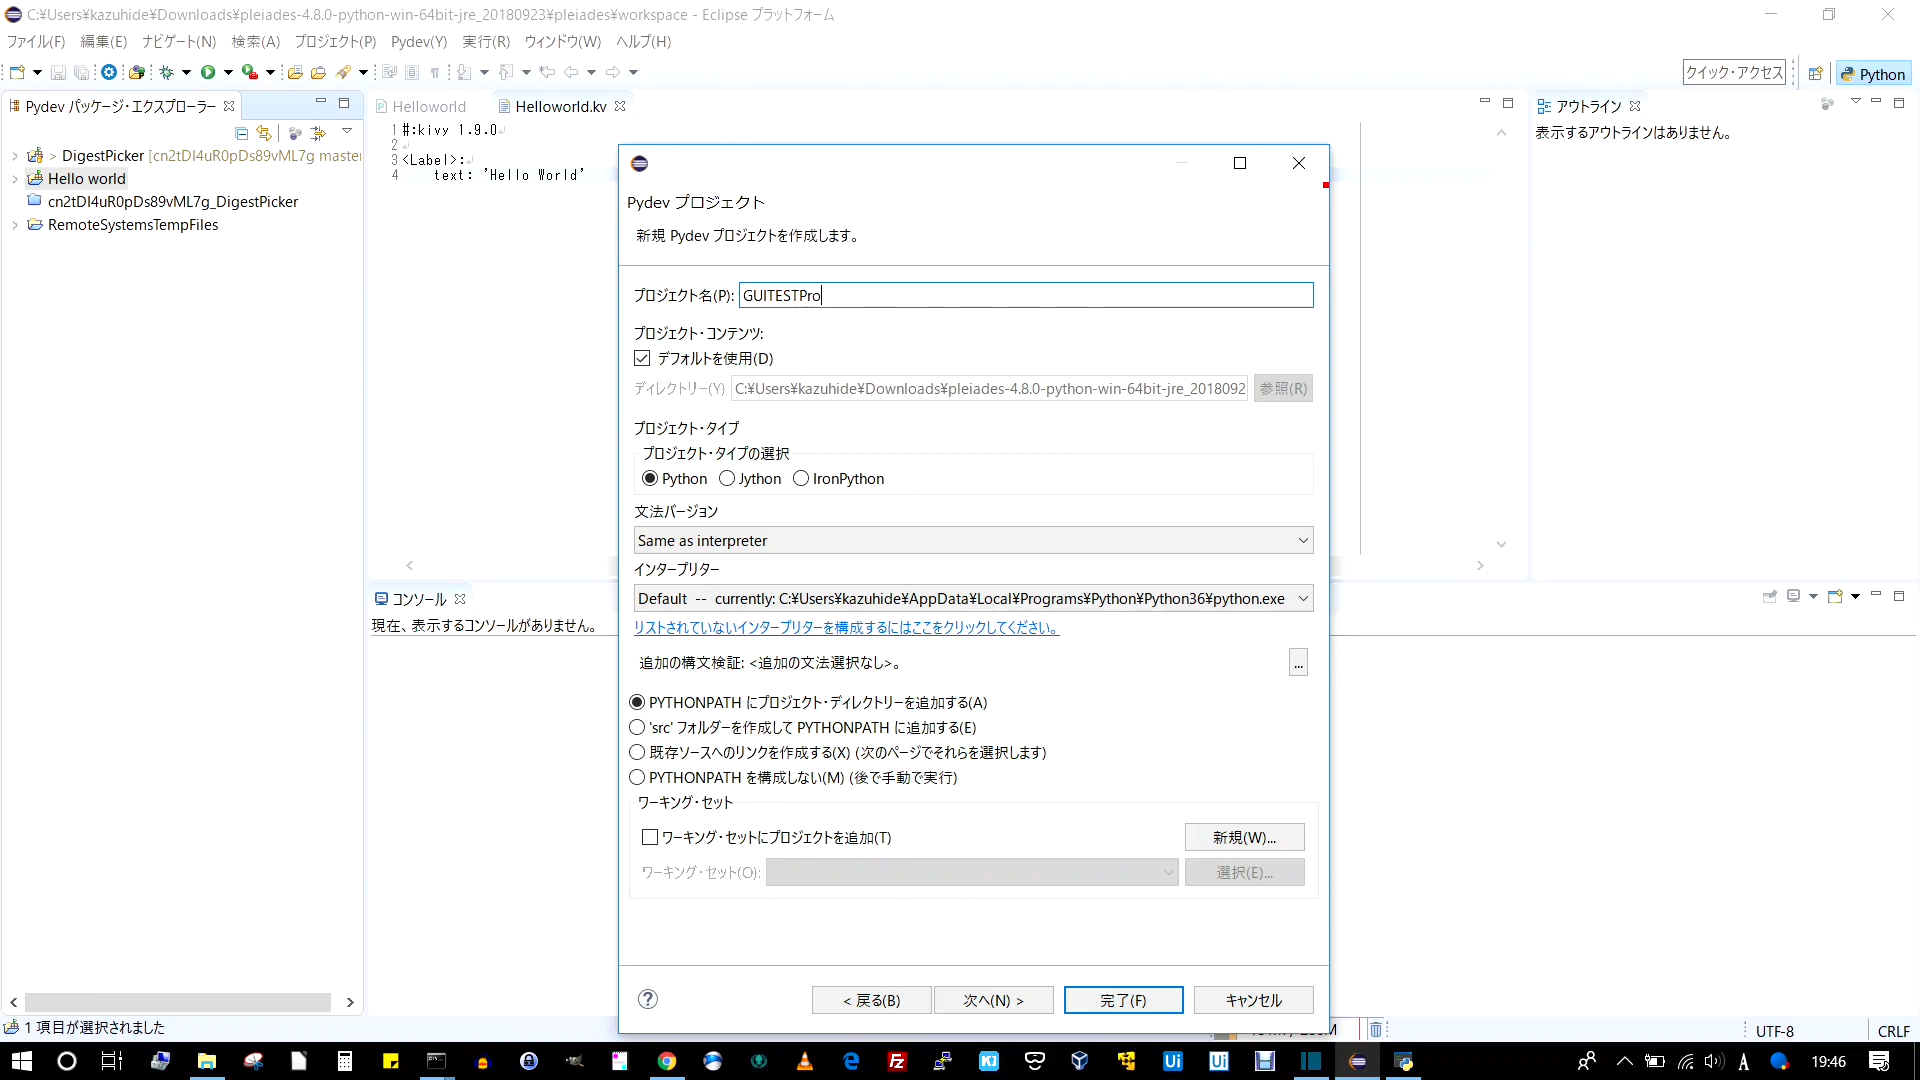 C:¥Users¥kazuhide¥Downloads¥pleiades-4.8.0-python-win-64bit-jre_20180923¥pleiades¥workspace - Eclipse プラットフォーム
ファイル(F) 編集(E) ナビゲート(N) 検索(A) プロジェクト(P) Pydev(Y) 実行(R) ウィンドウ(W) ヘルプ(H)
クイック・アクセス
Python
Pydev パッケージ・エクスプローラー
> DigestPicker [cn2tDI4uR0pDs89vML7g maste
Hello world
cn2tDI4uR0pDs89vML7g_DigestPicker
RemoteSystemsTempFiles
Helloworld
Helloworld.kv
1 #:kivy 1.9.0
2
3 <Label>:
4 text: 'Hello World'
アウトライン
表示するアウトラインはありません。
コンソール
現在、表示するコンソールがありません。
Pydev プロジェクト
新規 Pydev プロジェクトを作成します。
プロジェクト名(P): GUITESTPro
プロジェクト・コンテンツ:
デフォルトを使用(D)
ディレクトリー(Y) C:¥Users¥kazuhide¥Downloads¥pleiades-4.8.0-python-win-64bit-jre_2018092 参照(R)
プロジェクト・タイプ
プロジェクト・タイプの選択
Python Jython IronPython
文法バージョン
Same as interpreter
インタープリター
Default -- currently: C:¥Users¥kazuhide¥AppData¥Local¥Programs¥Python¥Python36¥python.exe
リストされていないインタープリターを構成するにはここをクリックしてください。
追加の構文検証: <追加の文法選択なし>。 ...
PYTHONPATH にプロジェクト・ディレクトリーを追加する(A)
'src' フォルダーを作成して PYTHONPATH に追加する(E)
既存ソースへのリンクを作成する(X) (次のページでそれらを選択します)
PYTHONPATH を構成しない(M) (後で手動で実行)
ワーキング・セット
ワーキング・セットにプロジェクトを追加(T) 新規(W)...
ワーキング・セット(O): 選択(E)...
< 戻る(B) 次へ(N) > 完了(F) キャンセル
1 項目が選択されました
UTF-8
CRLF
19:46